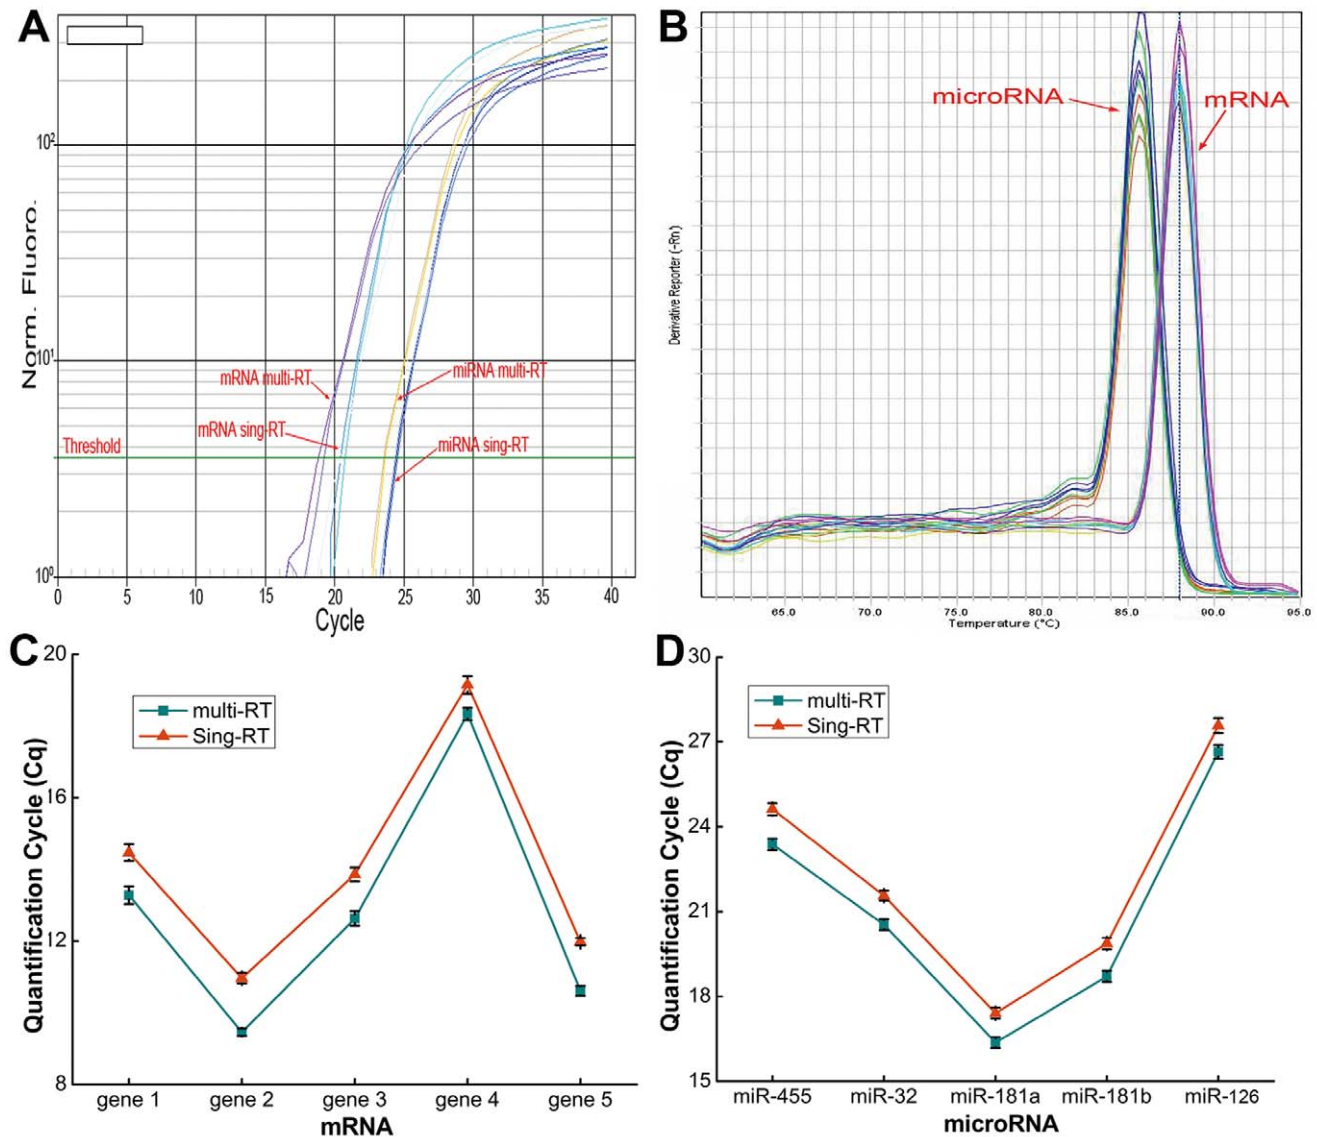 A
Norm. Fluoro.
10²
10¹
10⁰
mRNA multi-RT
miRNA multi-RT
mRNA sing-RT
miRNA sing-RT
Threshold
0 5 10 15 20 25 30 35 40
Cycle
B
microRNA
mRNA
Derivative Reporter (-Rn)
65.0 70.0 75.0 80.0 85.0 90.0 95.0
Temperature (°C)
C
20
16
12
8
Quantification Cycle (Cq)
multi-RT
Sing-RT
gene 1 gene 2 gene 3 gene 4 gene 5
mRNA
D
30
27
24
21
18
15
Quantification Cycle (Cq)
multi-RT
Sing-RT
miR-455 miR-32 miR-181a miR-181b miR-126
microRNA